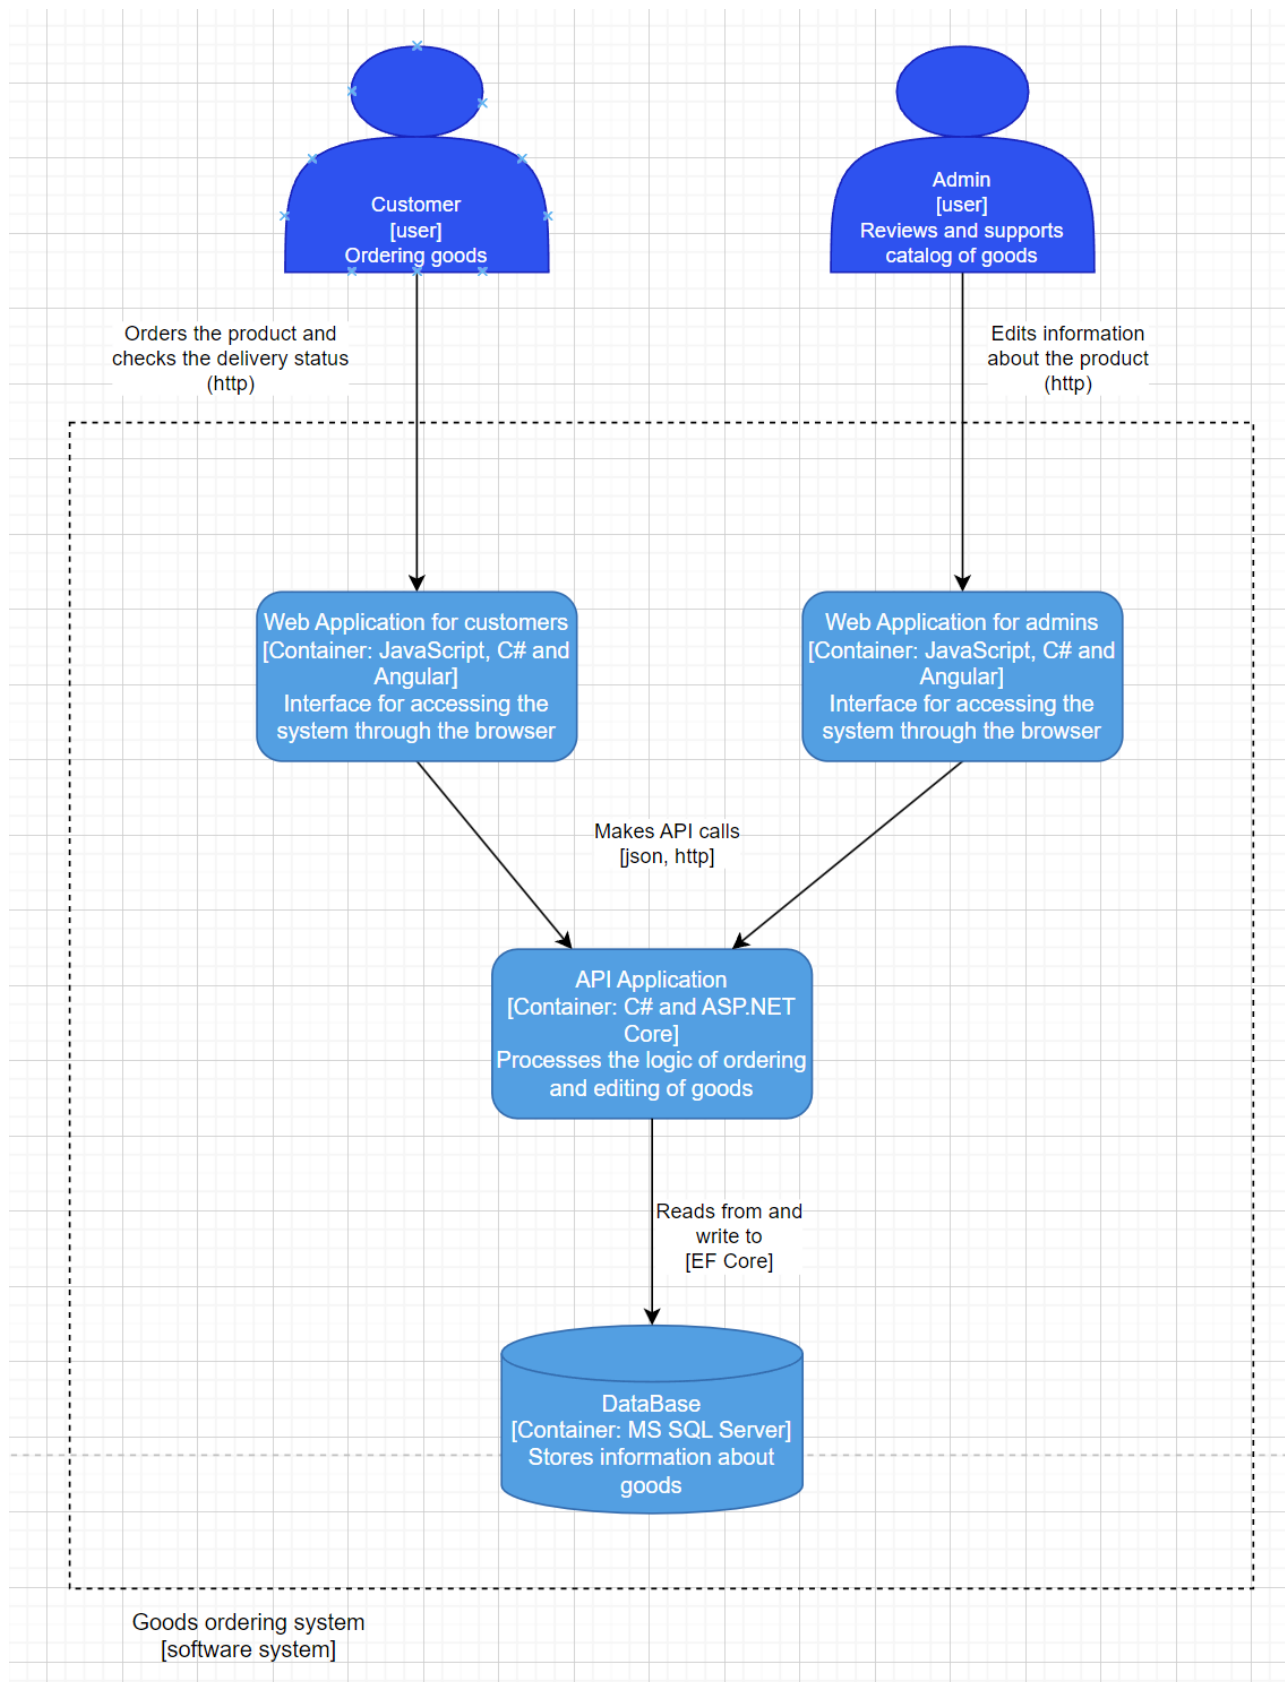 Customer
[user]
Ordering goods
Admin
[user]
Reviews and supports
catalog of goods
Orders the product and
checks the delivery status
(http)
Edits information
about the product
(http)
Web Application for customers
[Container: JavaScript, C# and
Angular]
Interface for accessing the
system through the browser
Web Application for admins
[Container: JavaScript, C# and
Angular]
Interface for accessing the
system through the browser
Makes API calls
[json, http]
API Application
[Container: C# and ASP.NET
Core]
Processes the logic of ordering
and editing of goods
Reads from and
write to
[EF Core]
DataBase
[Container: MS SQL Server]
Stores information about
goods
Goods ordering system
[software system]